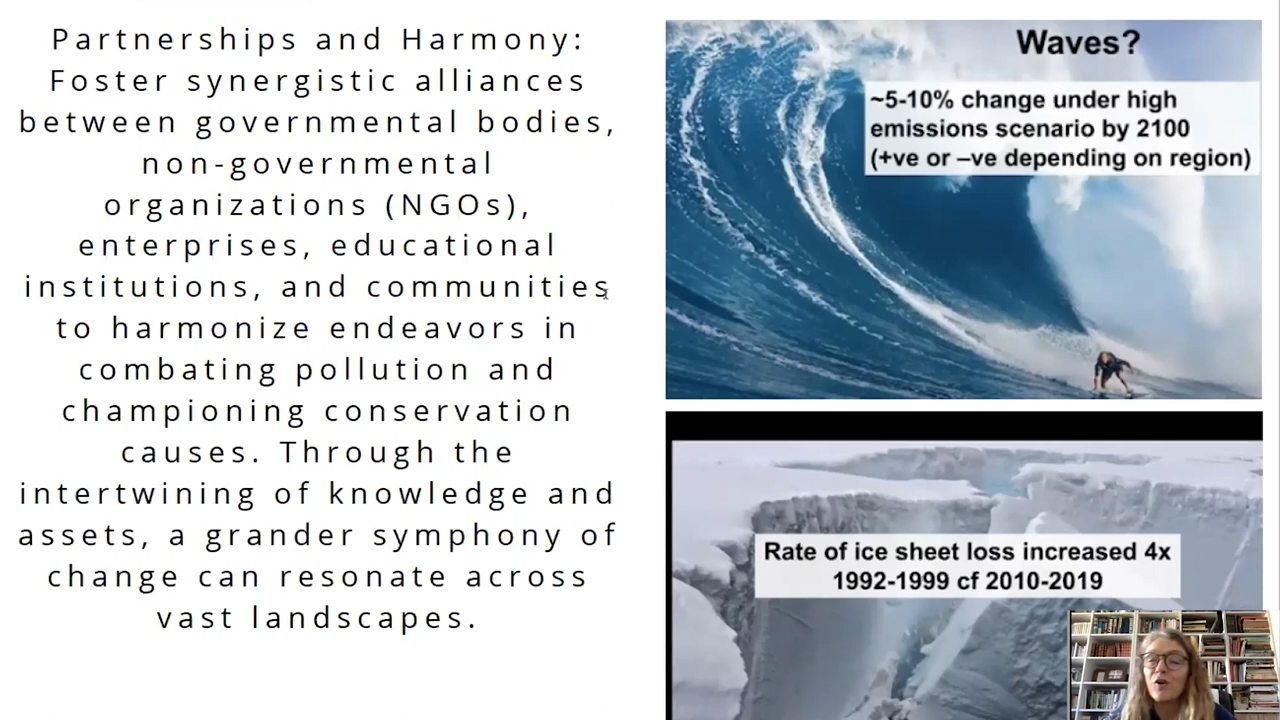 Partnerships and Harmony:
Foster synergistic alliances
between governmental bodies,
non-governmental
organizations (NGOs),
enterprises, educational
institutions, and communities
to harmonize endeavors in
combating pollution and
championing conservation
causes. Through the
intertwining of knowledge and
assets, a grander symphony of
change can resonate across
vast landscapes.
Waves?
~5-10% change under high
emissions scenario by 2100
(+ve or –ve depending on region)
Rate of ice sheet loss increased 4x
1992-1999 cf 2010-2019